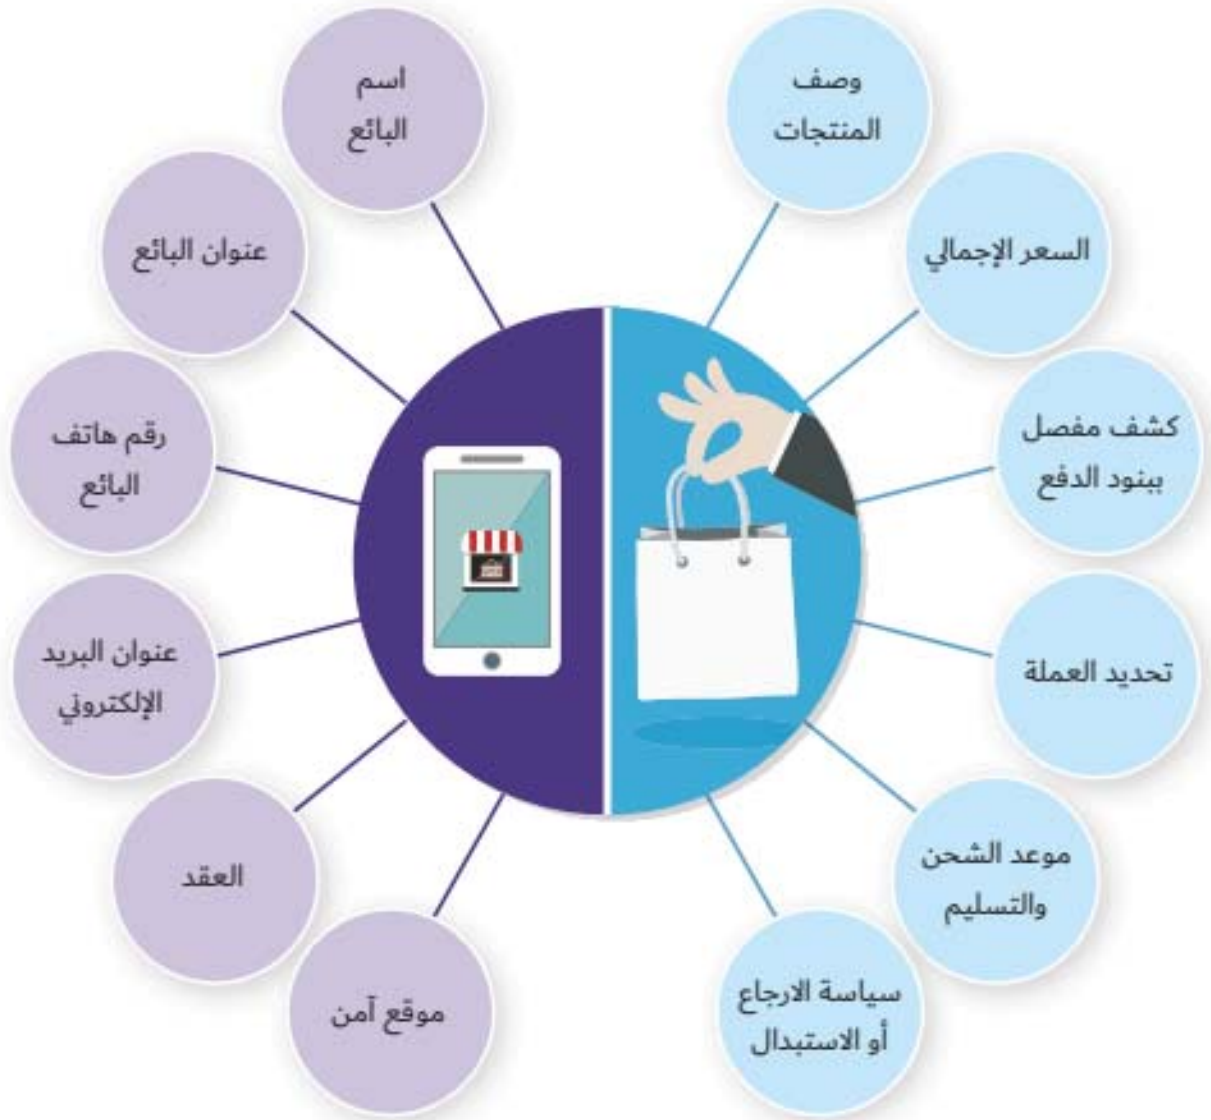 وصف
المنتجات
السعر الإجمالي
كشف مفصل
ببنود الدفع
تحديد العملة
موعد الشحن
والتسليم
سياسة الارجاع
أو الاستبدال
اسم
البائع
عنوان البائع
رقم هاتف
البائع
عنوان البريد
الإلكتروني
العقد
موقع آمن